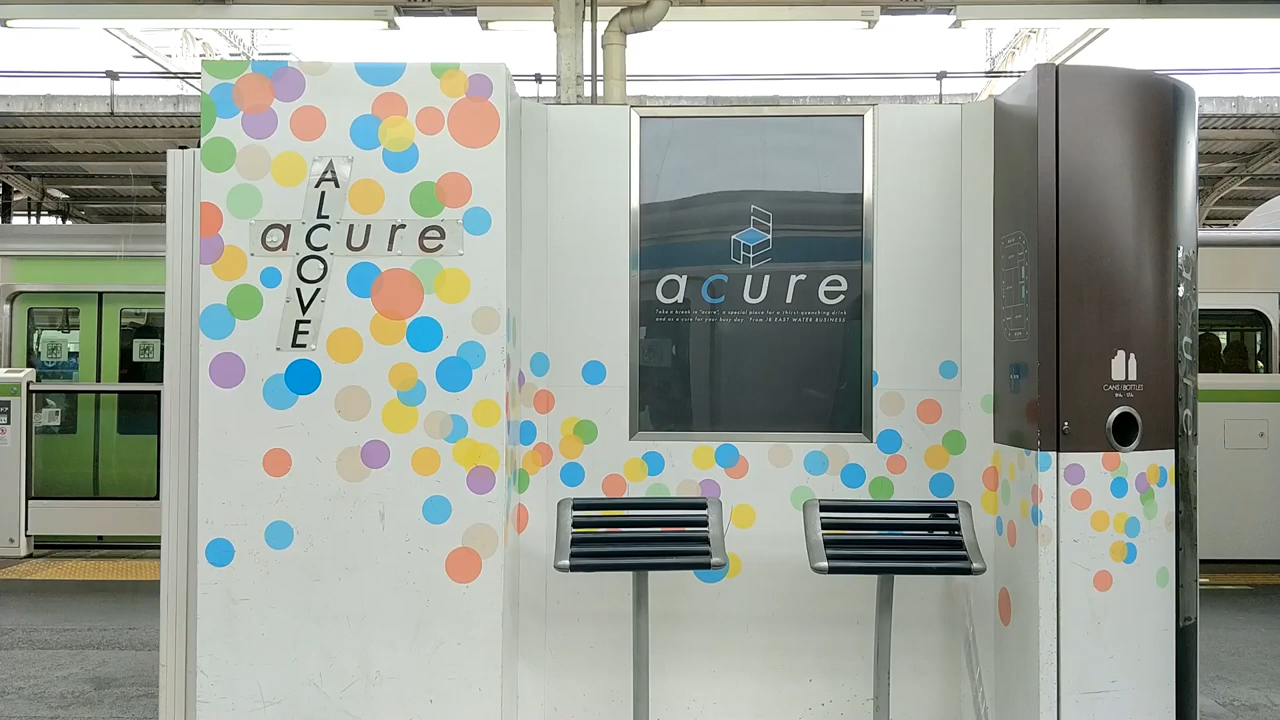 ALCOVE
acure
acure
Take a break in "acure", a special place for a thirst-quenching drink
and as a cure for your busy day. From JR EAST WATER BUSINESS
CANS/BOTTLES
acure